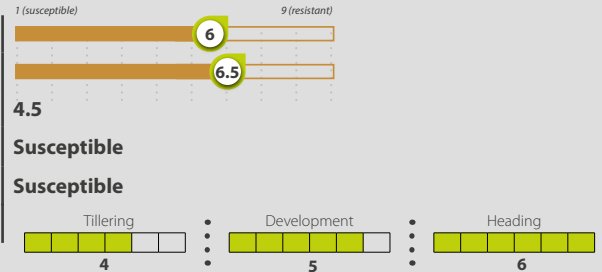 1 (susceptible) 9 (resistant)
6
6.5
4.5
Susceptible
Susceptible
Tillering Development Heading
4 5 6